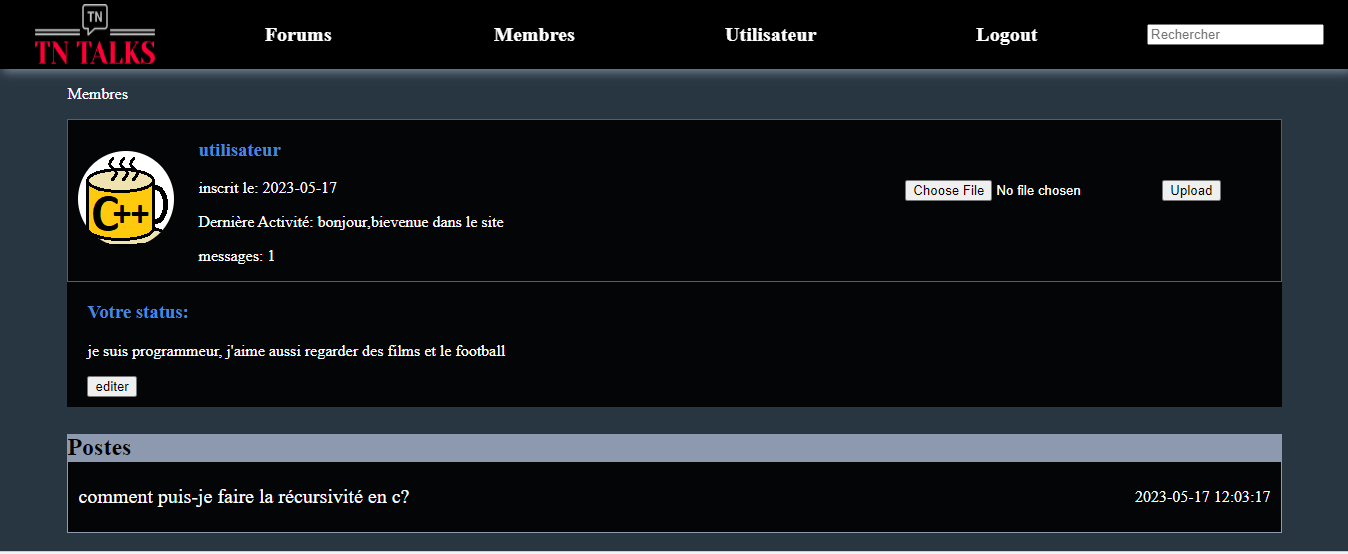 TN
TN TALKS
Forums
Membres
Utilisateur
Logout
Rechercher
Membres
C++
utilisateur
inscrit le: 2023-05-17
Dernière Activité: bonjour,bievenue dans le site
messages: 1
Choose File No file chosen
Upload
Votre status:
je suis programmeur, j'aime aussi regarder des films et le football
editer
Postes
comment puis-je faire la récursivité en c?
2023-05-17 12:03:17